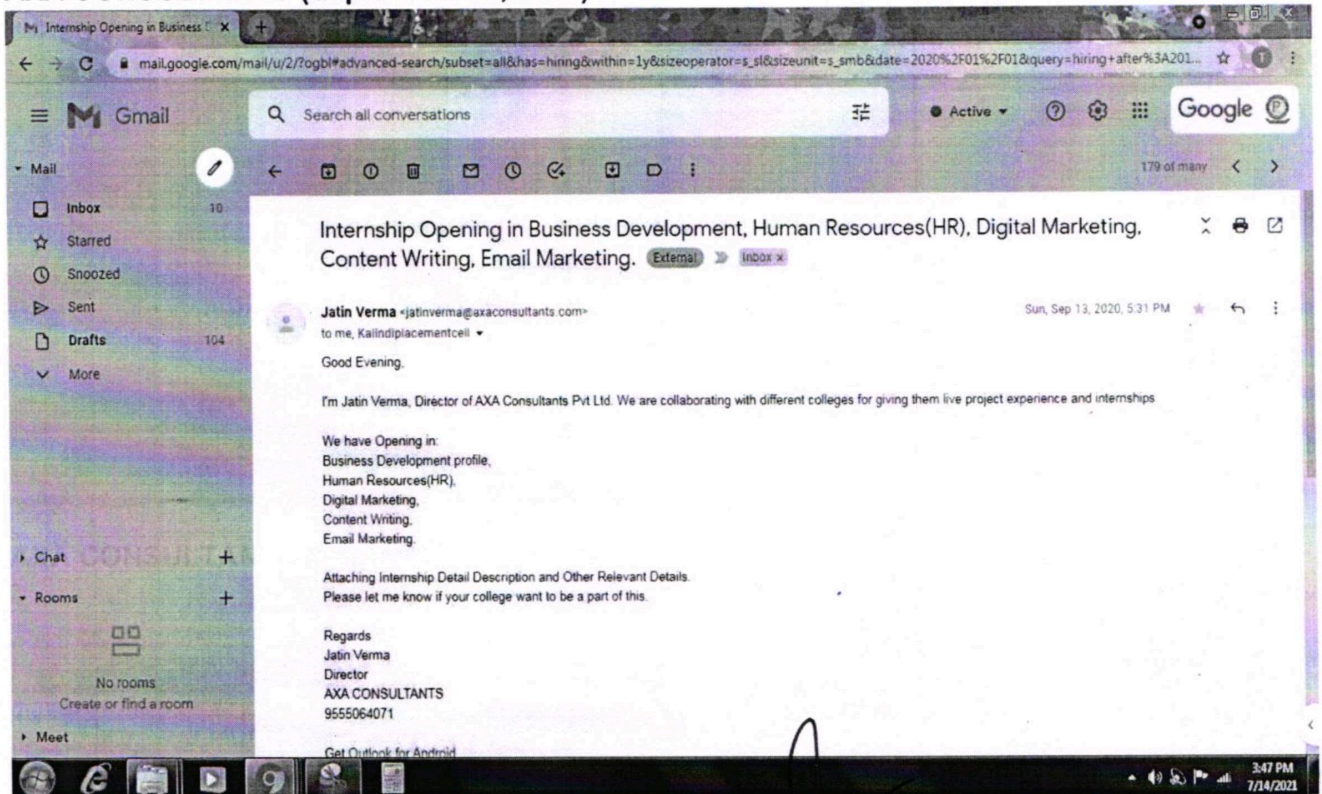 Internship Opening in Business
mail.google.com/mail/u/2/?ogbl#advanced-search/subset=all&has=hiring&within=1y&sizeoperator=s_sl&sizeunit=s_smb&date=2020%2F01%2F01&query=hiring+after%3A201...
Gmail
Search all conversations
Active
Google
Mail
179 of many
Inbox 10
Starred
Snoozed
Sent
Drafts 104
More
Internship Opening in Business Development, Human Resources(HR), Digital Marketing.
Content Writing, Email Marketing. External Inbox x
Jatin Verma <jatinverma@axaconsultants.com> Sun, Sep 13, 2020, 5:31 PM
to me, Kalindiplacementcell
Good Evening,
I'm Jatin Verma, Director of AXA Consultants Pvt Ltd. We are collaborating with different colleges for giving them live project experience and internships
We have Opening in:
Business Development profile,
Human Resources(HR),
Digital Marketing,
Content Writing,
Email Marketing.
Attaching Internship Detail Description and Other Relevant Details.
Please let me know if your college want to be a part of this.
Regards
Jatin Verma
Director
AXA CONSULTANTS
9555064071
Get Outlook for Android
Chat
Rooms
No rooms
Create or find a room
Meet
3:47 PM
7/14/2021